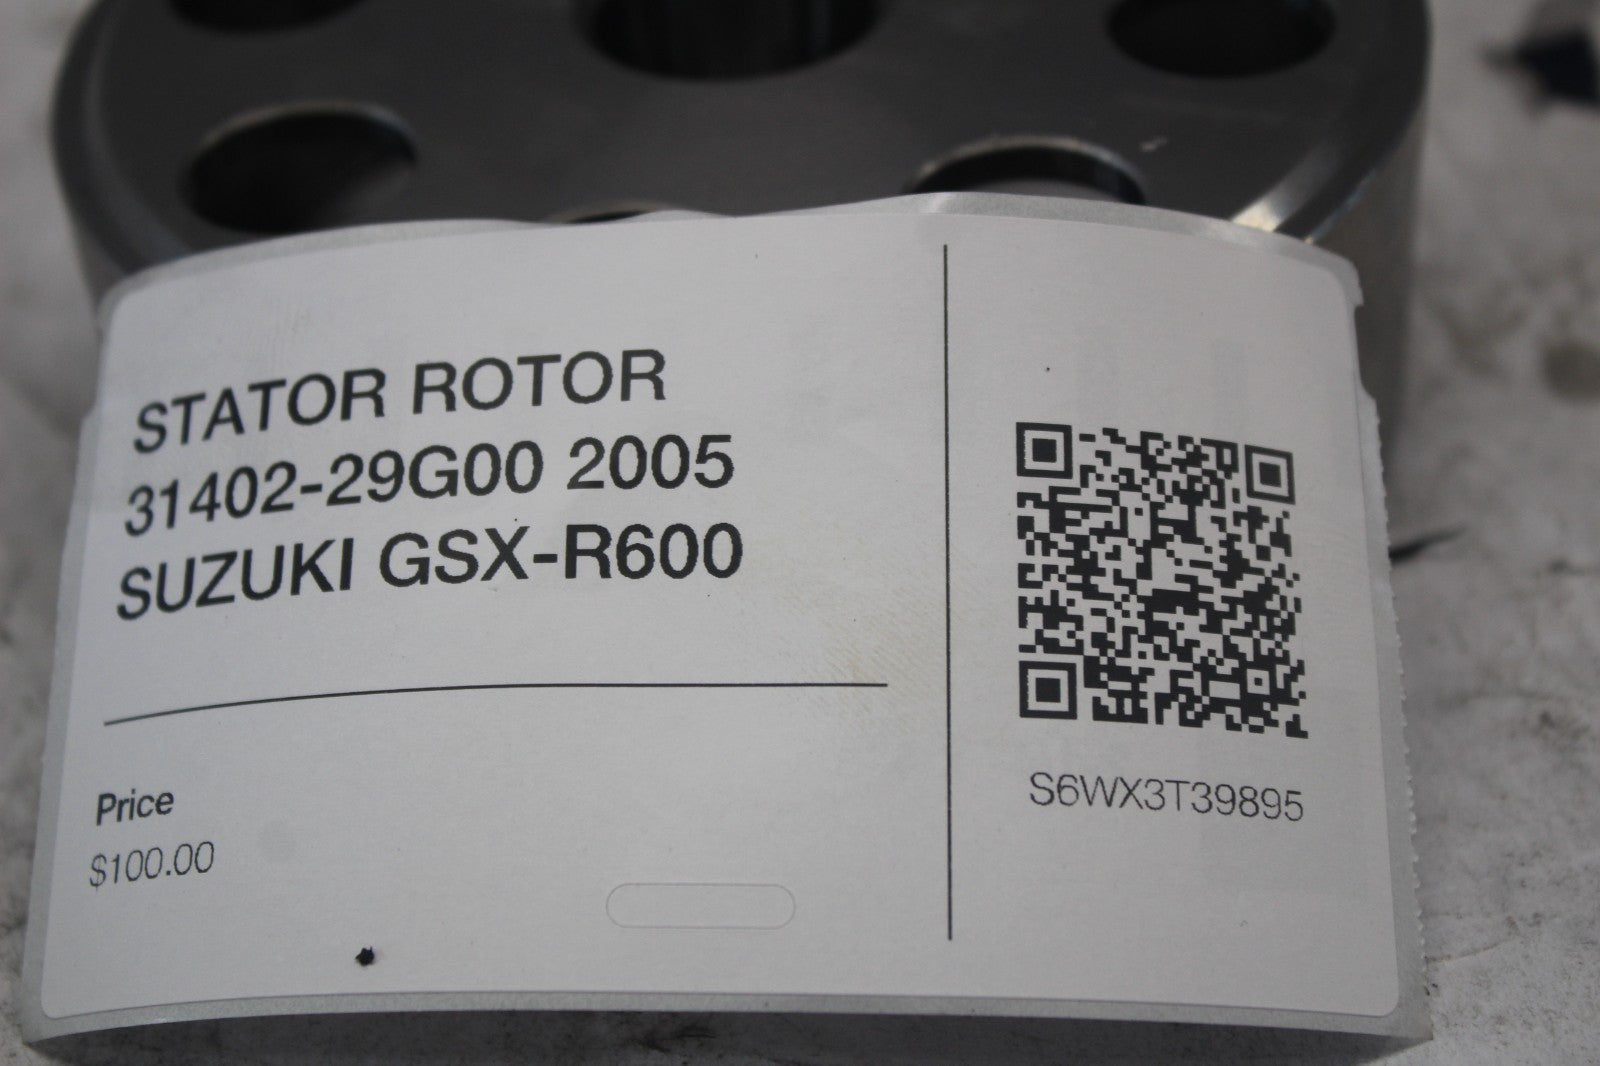 STATOR ROTOR
31402-29G00 2005
SUZUKI GSX-R600
Price
$100.00
S6WX3T39895